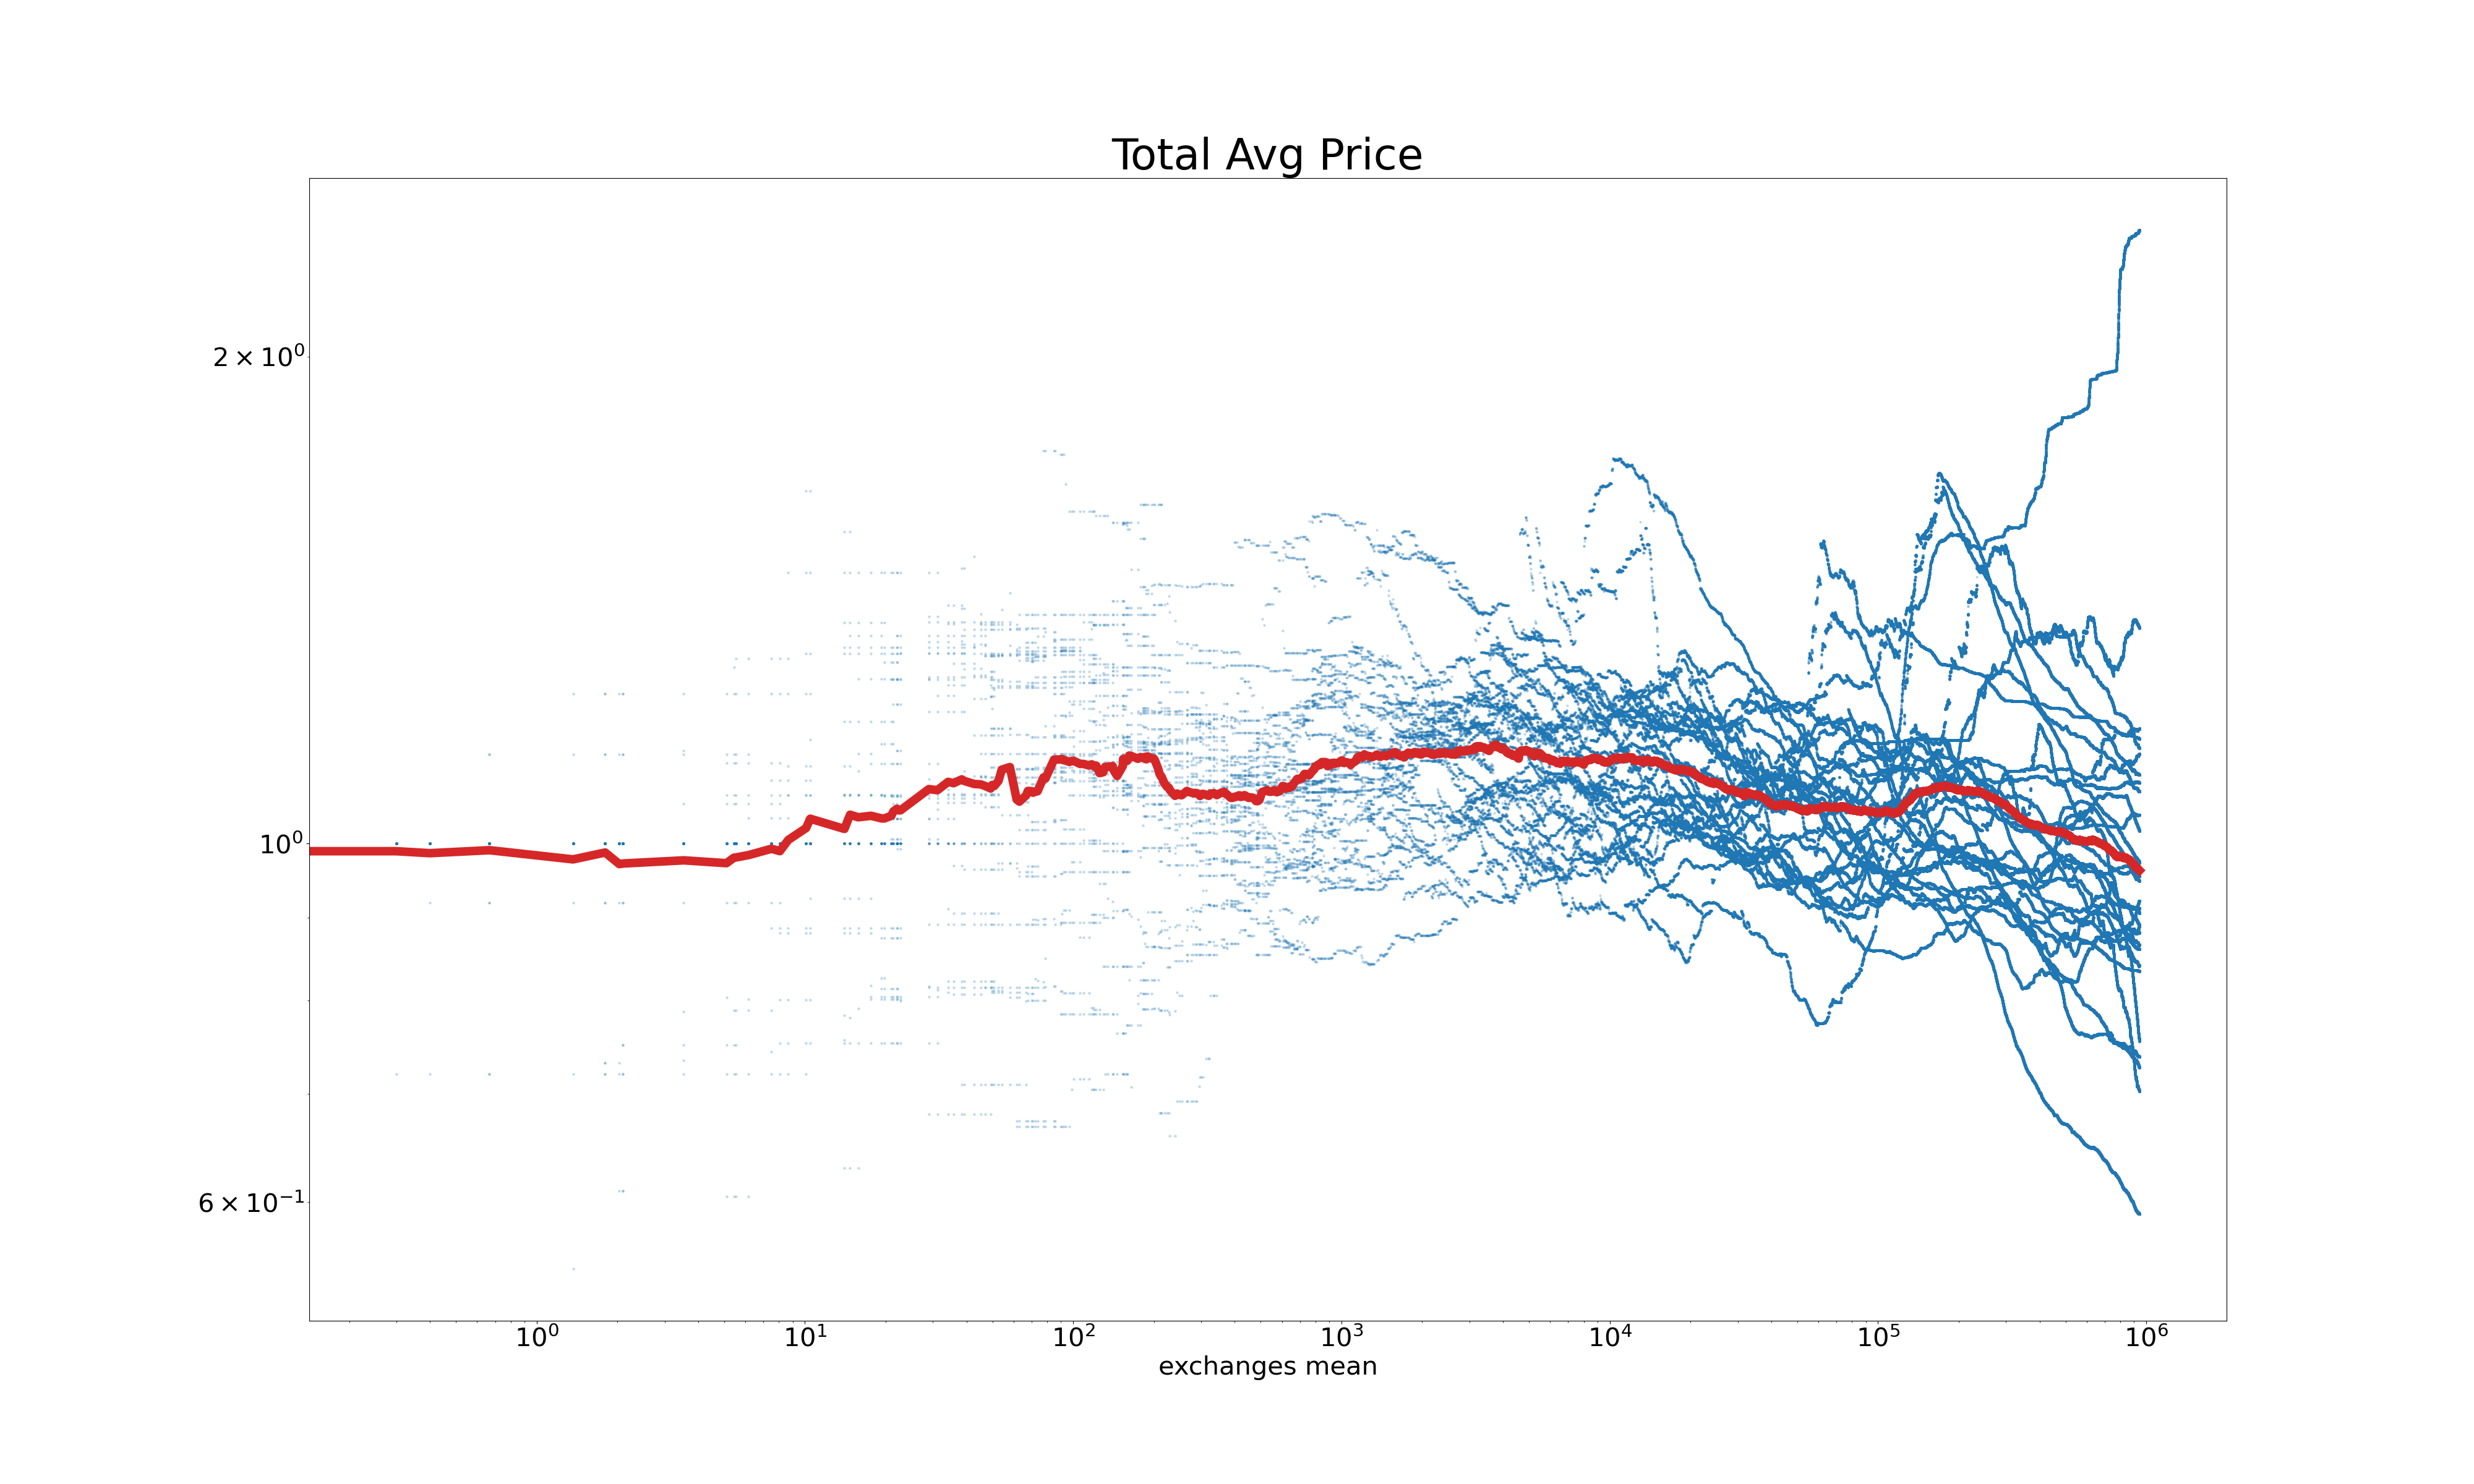 Total Avg Price
2 × 10⁰
10⁰
6 × 10⁻¹
10⁰ 10¹ 10² 10³ 10⁴ 10⁵ 10⁶
exchanges mean